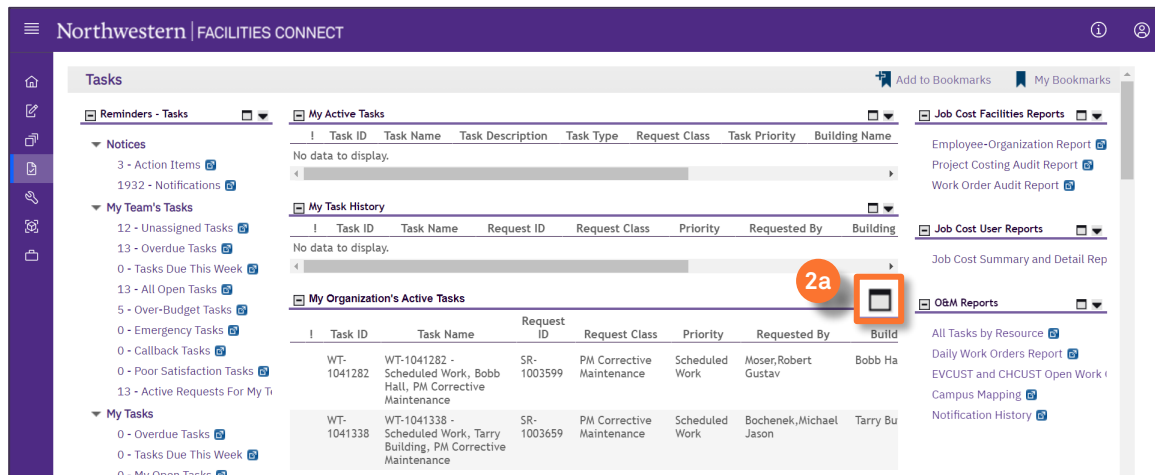 Northwestern | FACILITIES CONNECT
Tasks
Add to Bookmarks
My Bookmarks
Reminders - Tasks
Notices
3 - Action Items
1932 - Notifications
My Team's Tasks
12 - Unassigned Tasks
13 - Overdue Tasks
0 - Tasks Due This Week
13 - All Open Tasks
5 - Over-Budget Tasks
0 - Emergency Tasks
0 - Callback Tasks
0 - Poor Satisfaction Tasks
13 - Active Requests For My Te
My Tasks
0 - Overdue Tasks
0 - Tasks Due This Week
0 - My Open Tasks
My Active Tasks
! Task ID Task Name Task Description Task Type Request Class Task Priority Building Name
No data to display.
My Task History
! Task ID Task Name Request ID Request Class Priority Requested By Building
No data to display.
2a
My Organization's Active Tasks
Request
! Task ID Task Name ID Request Class Priority Requested By Build
WT- WT-1041282 - SR- PM Corrective Scheduled Moser,Robert Bobb Ha
1041282 Scheduled Work, Bobb 1003599 Maintenance Work Gustav
Hall, PM Corrective
Maintenance
WT- WT-1041338 - SR- PM Corrective Scheduled Bochenek,Michael Tarry Bu
1041338 Scheduled Work, Tarry 1003659 Maintenance Work Jason
Building, PM Corrective
Maintenance
Job Cost Facilities Reports
Employee-Organization Report
Project Costing Audit Report
Work Order Audit Report
Job Cost User Reports
Job Cost Summary and Detail Rep
O&M Reports
All Tasks by Resource
Daily Work Orders Report
EVCUST and CHCUST Open Work
Campus Mapping
Notification History